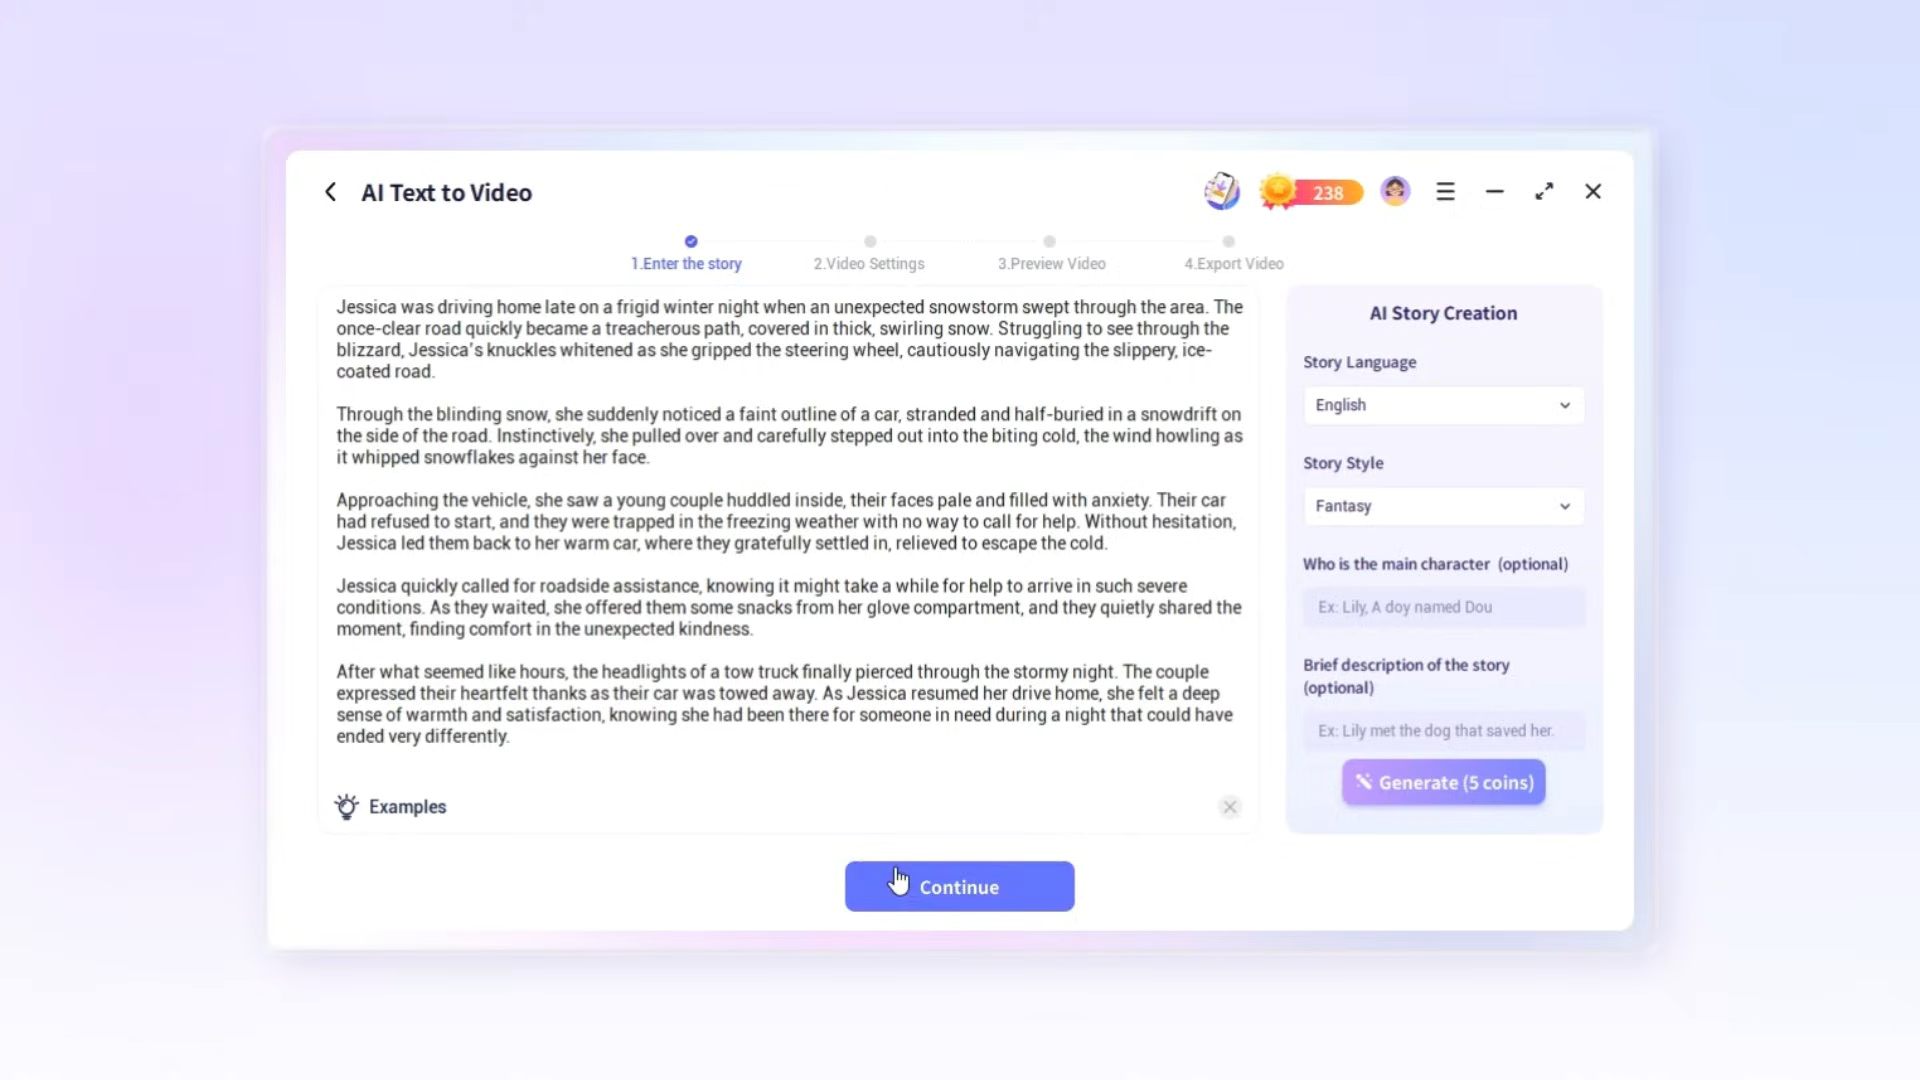 AI Text to Video
238
1.Enter the story
2.Video Settings
3.Preview Video
4.Export Video
Jessica was driving home late on a frigid winter night when an unexpected snowstorm swept through the area. The
once-clear road quickly became a treacherous path, covered in thick, swirling snow. Struggling to see through the
blizzard, Jessica's knuckles whitened as she gripped the steering wheel, cautiously navigating the slippery, ice-
coated road.
Through the blinding snow, she suddenly noticed a faint outline of a car, stranded and half-buried in a snowdrift on
the side of the road. Instinctively, she pulled over and carefully stepped out into the biting cold, the wind howling as
it whipped snowflakes against her face.
Approaching the vehicle, she saw a young couple huddled inside, their faces pale and filled with anxiety. Their car
had refused to start, and they were trapped in the freezing weather with no way to call for help. Without hesitation,
Jessica led them back to her warm car, where they gratefully settled in, relieved to escape the cold.
Jessica quickly called for roadside assistance, knowing it might take a while for help to arrive in such severe
conditions. As they waited, she offered them some snacks from her glove compartment, and they quietly shared the
moment, finding comfort in the unexpected kindness.
After what seemed like hours, the headlights of a tow truck finally pierced through the stormy night. The couple
expressed their heartfelt thanks as their car was towed away. As Jessica resumed her drive home, she felt a deep
sense of warmth and satisfaction, knowing she had been there for someone in need during a night that could have
ended very differently.
Examples
AI Story Creation
Story Language
English
Story Style
Fantasy
Who is the main character (optional)
Ex: Lily, A doy named Dou
Brief description of the story
(optional)
Ex: Lily met the dog that saved her.
Generate (5 coins)
Continue